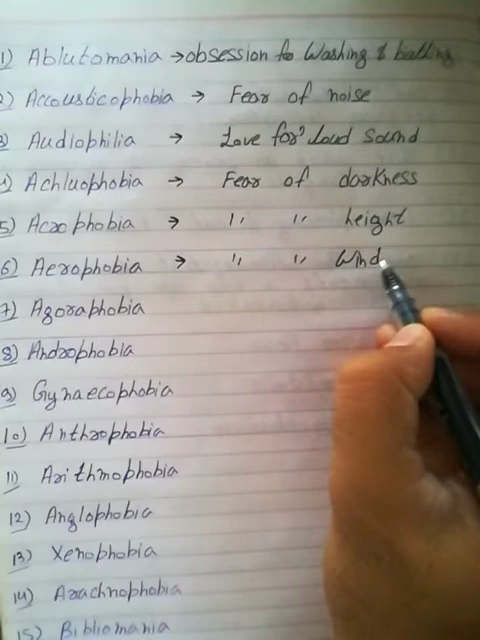 1) Ablutomania → obsession for Washing & bathing
2) Accousticophobia → Fear of noise
3) Audiophilia → Love for loud sound
4) Achluophobia → Fear of darkness
5) Acrophobia → " " height
6) Aerophobia → " " Wind
7) Agoraphobia
8) Androphobia
9) Gynaecophobia
10) Anthrophobia
11) Arithmophobia
12) Anglophobia
13) Xenophobia
14) Arachnophobia
15) Bibliomania